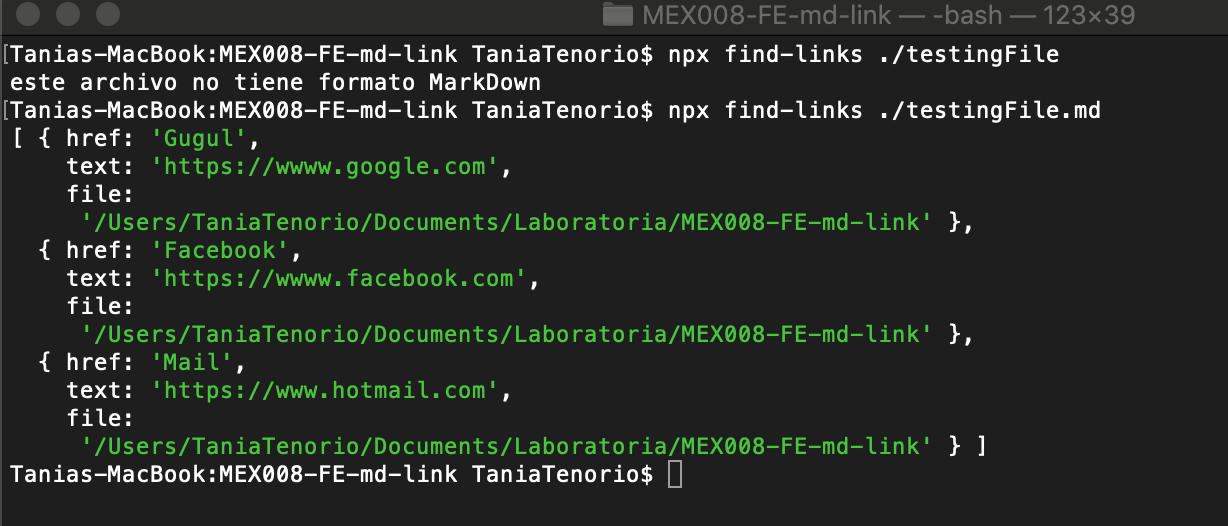 MEX008-FE-md-link — -bash — 123×39
[Tanias-MacBook:MEX008-FE-md-link TaniaTenorio$ npx find-links ./testingFile
este archivo no tiene formato MarkDown
[Tanias-MacBook:MEX008-FE-md-link TaniaTenorio$ npx find-links ./testingFile.md
[ { href: 'Gugul',
    text: 'https://wwww.google.com',
    file:
     '/Users/TaniaTenorio/Documents/Laboratoria/MEX008-FE-md-link' },
  { href: 'Facebook',
    text: 'https://wwww.facebook.com',
    file:
     '/Users/TaniaTenorio/Documents/Laboratoria/MEX008-FE-md-link' },
  { href: 'Mail',
    text: 'https://www.hotmail.com',
    file:
     '/Users/TaniaTenorio/Documents/Laboratoria/MEX008-FE-md-link' } ]
Tanias-MacBook:MEX008-FE-md-link TaniaTenorio$